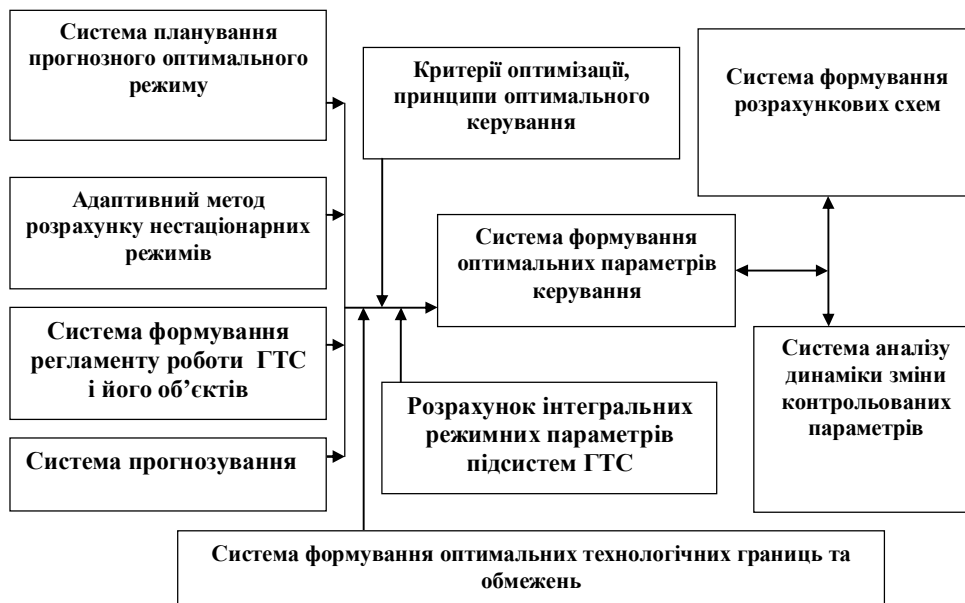 Система планування
прогнозного оптимального
режиму
Критерії оптимізації,
принципи оптимального
керування
Система формування
розрахункових схем
Адаптивний метод
розрахунку нестаціонарних
режимів
Система формування
оптимальних параметрів
керування
Система формування
регламенту роботи ГТС
і його об’єктів
Система аналізу
динаміки зміни
контрольованих
параметрів
Розрахунок інтегральних
режимних параметрів
підсистем ГТС
Система прогнозування
Система формування оптимальних технологічних границь та
обмежень